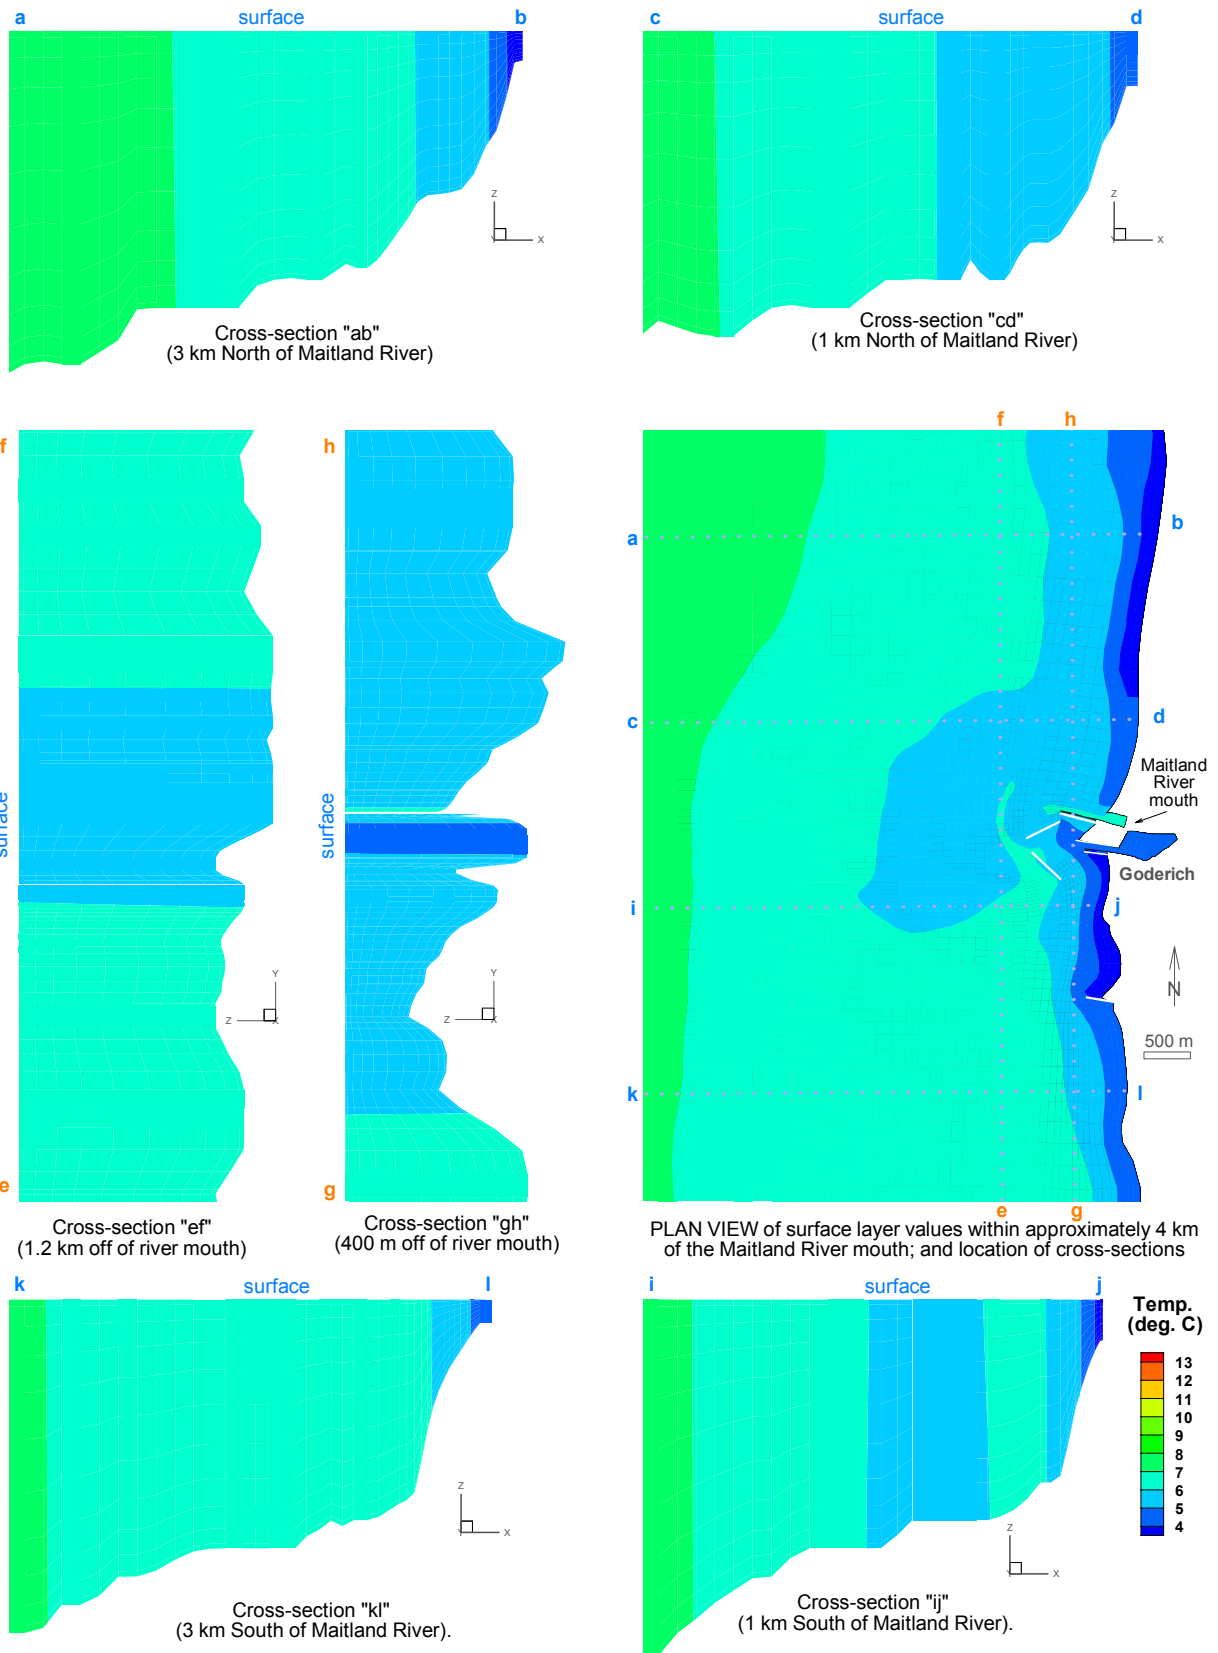 a surface b
Z
X
Cross-section "ab"
(3 km North of Maitland River)
c surface d
Z
X
Cross-section "cd"
(1 km North of Maitland River)
f
surface
e
Y
Z
X
Cross-section "ef"
(1.2 km off of river mouth)
h
surface
g
Y
Z
X
Cross-section "gh"
(400 m off of river mouth)
f h
a b
c d
Maitland
River
mouth
Goderich
i j
N
500 m
k l
e g
PLAN VIEW of surface layer values within approximately 4 km
of the Maitland River mouth; and location of cross-sections
k surface l
Z
Y X
Cross-section "kl"
(3 km South of Maitland River).
i surface j
Z
Y X
Cross-section "ij"
(1 km South of Maitland River).
Temp.
(deg. C)
13
12
11
10
9
8
7
6
5
4